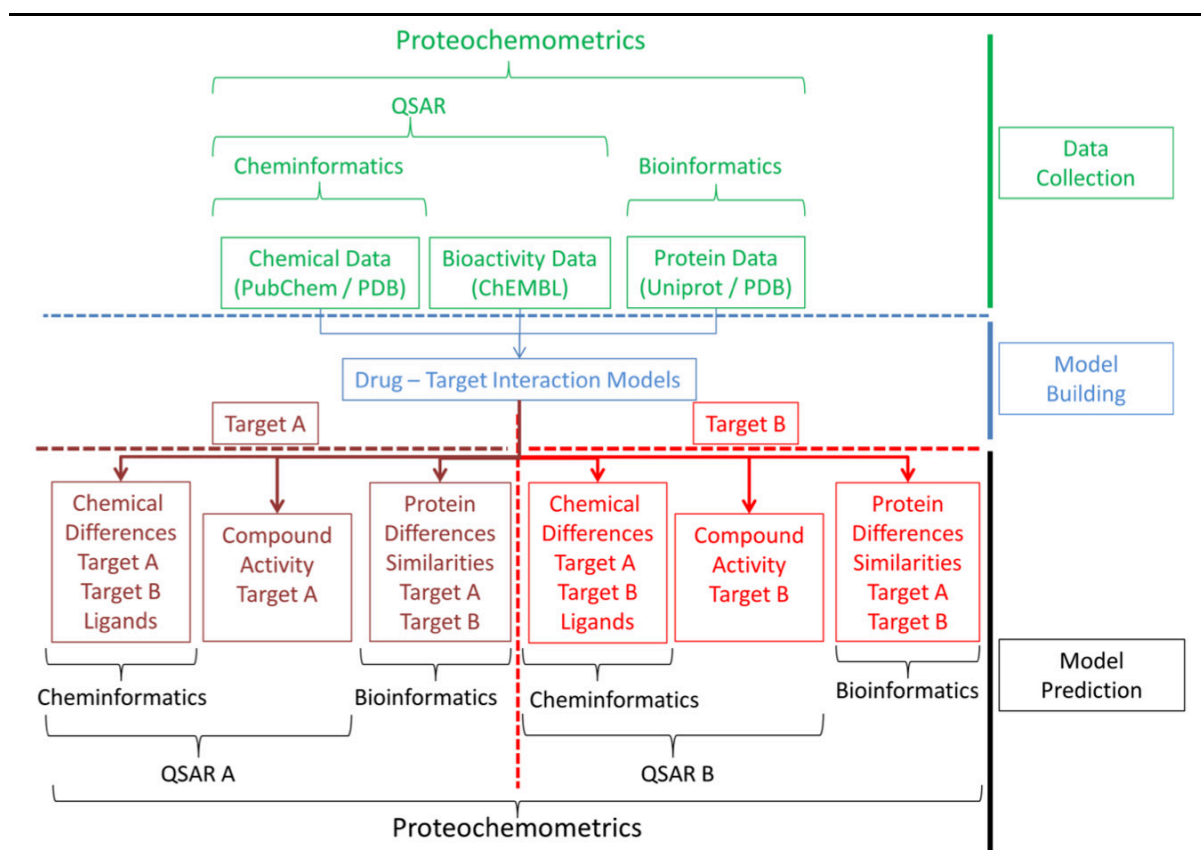 Proteochemometrics
QSAR
Cheminformatics
Bioinformatics
Data
Collection
Chemical Data
(PubChem / PDB)
Bioactivity Data
(ChEMBL)
Protein Data
(Uniprot / PDB)
Drug – Target Interaction Models
Model
Building
Target A
Target B
Chemical
Differences
Target A
Target B
Ligands
Compound
Activity
Target A
Protein
Differences
Similarities
Target A
Target B
Chemical
Differences
Target A
Target B
Ligands
Compound
Activity
Target B
Protein
Differences
Similarities
Target A
Target B
Model
Prediction
Cheminformatics
Bioinformatics
Cheminformatics
Bioinformatics
QSAR A
QSAR B
Proteochemometrics